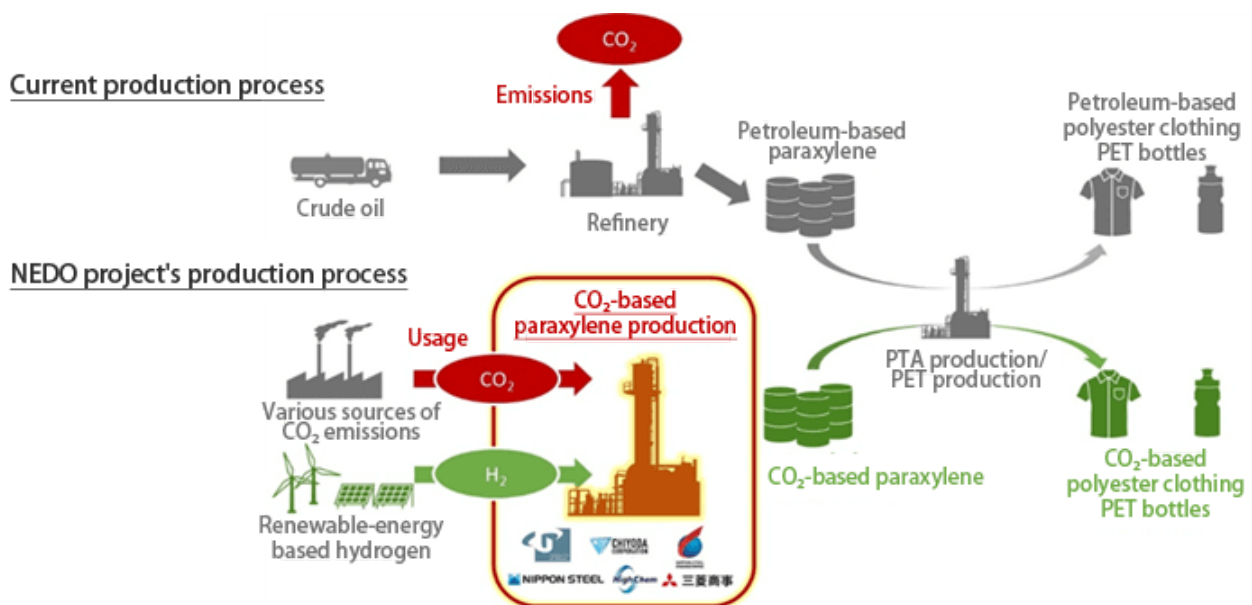 CO₂
Current production process
Emissions
Crude oil
Refinery
Petroleum-based
paraxylene
Petroleum-based
polyester clothing
PET bottles
NEDO project's production process
CO₂-based
paraxylene production
Usage
CO₂
Various sources of
CO₂ emissions
H₂
Renewable-energy
based hydrogen
CHIYODA
CORPORATION
NIPPON STEEL
HighChem
三菱商事
PTA production/
PET production
CO₂-based paraxylene
CO₂-based
polyester clothing
PET bottles